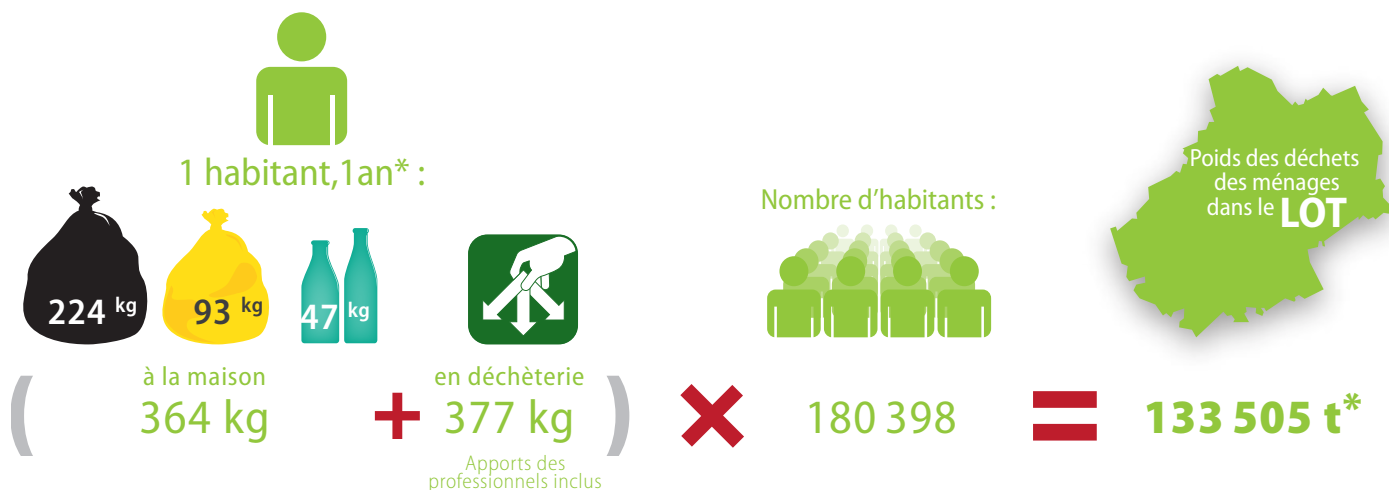 1 habitant,1an* :
224 kg
93 kg
47 kg
Nombre d'habitants :
Poids des déchets
des ménages
dans le LOT
à la maison
en déchèterie
( 364 kg + 377 kg ) × 180 398 = 133 505 t*
Apports des
professionnels inclus